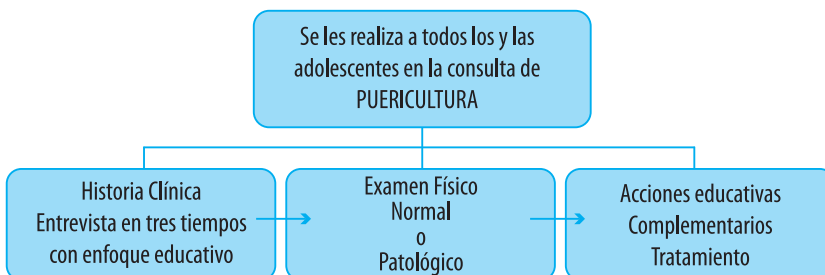 Se les realiza a todos los y las
adolescentes en la consulta de
PUERICULTURA
Historia Clínica
Entrevista en tres tiempos
con enfoque educativo
Examen Físico
Normal
o
Patológico
Acciones educativas
Complementarios
Tratamiento